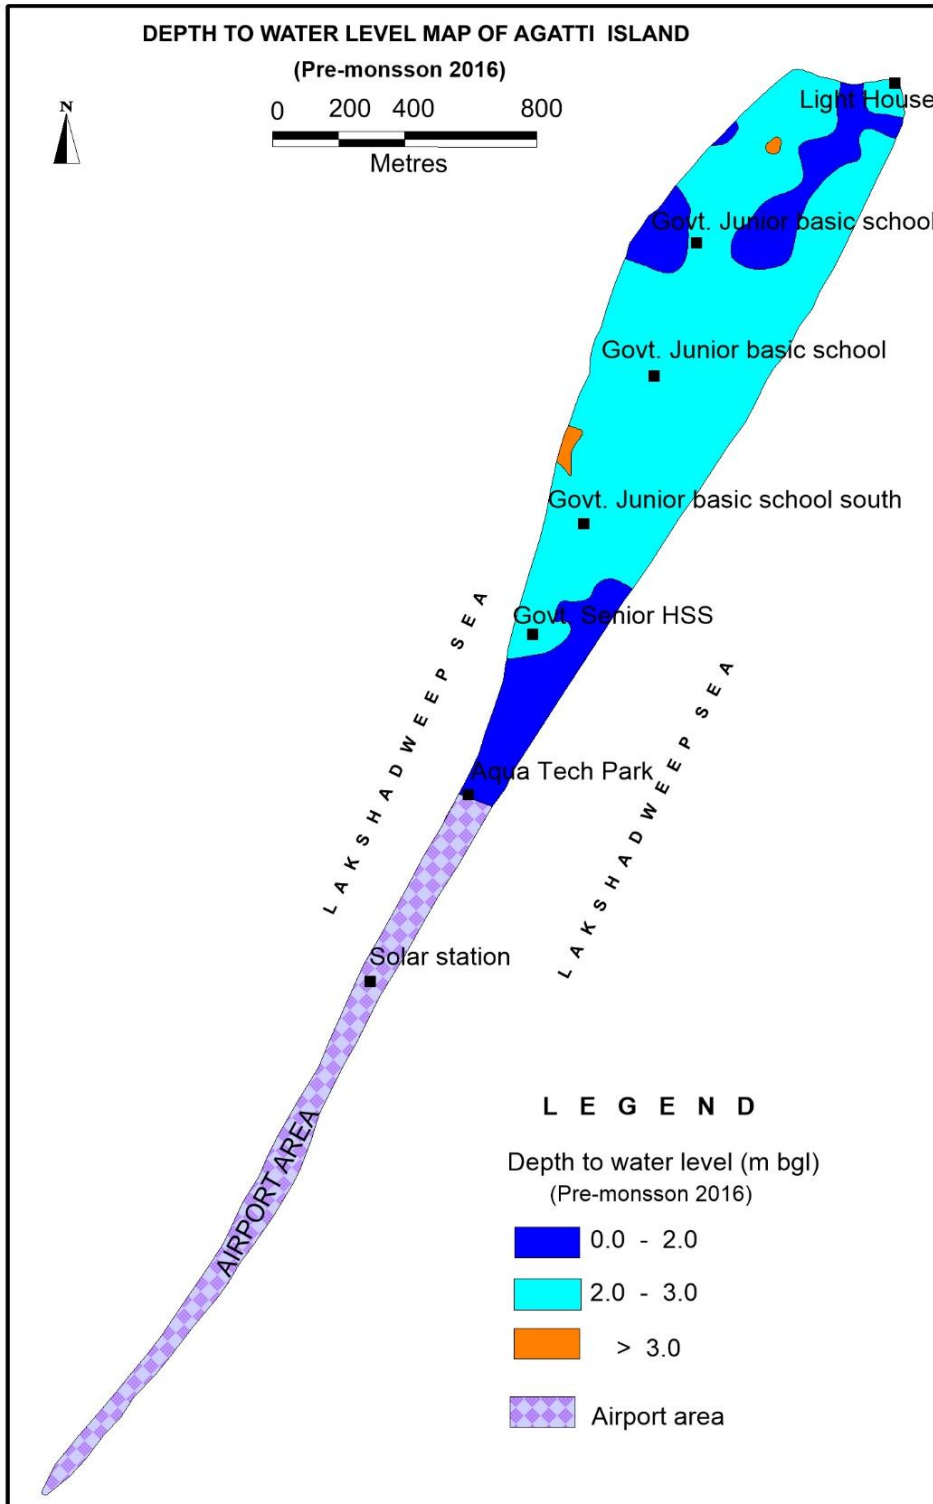 DEPTH TO WATER LEVEL MAP OF AGATTI ISLAND
(Pre-monsson 2016)
N
0 200 400 800
Metres
Light House
Govt. Junior basic school
Govt. Junior basic school
Govt. Junior basic school south
Govt. Senior HSS
LAKSHADWEEP SEA
LAKSHADWEEP SEA
Aqua Tech Park
Solar station
AIRPORT AREA
LEGEND
Depth to water level (m bgl)
(Pre-monsson 2016)
0.0 - 2.0
2.0 - 3.0
> 3.0
Airport area